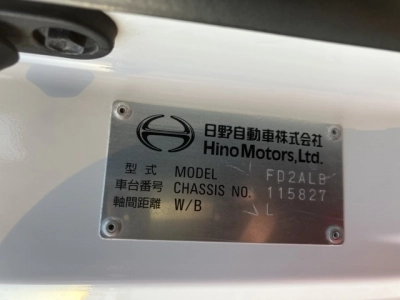 日野自動車株式会社
Hino Motors, Ltd.
型式 MODEL FD2ALB
車台番号 CHASSIS NO. 115827
軸間距離 W/B L